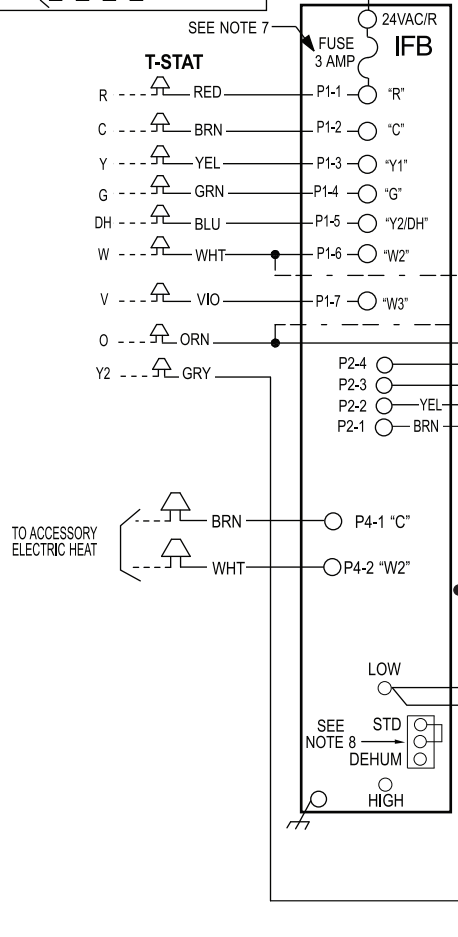 24VAC/R
SEE NOTE 7
FUSE
3 AMP
IFB
T-STAT
R RED P1-1 “R”
C BRN P1-2 “C”
Y YEL P1-3 “Y1”
G GRN P1-4 “G”
DH BLU P1-5 “Y2/DH”
W WHT P1-6 “W2”
V VIO P1-7 “W3”
O ORN
Y2 GRY
P2-4
P2-3
P2-2 YEL
P2-1 BRN
TO ACCESSORY
ELECTRIC HEAT
BRN P4-1 “C”
WHT P4-2 “W2”
LOW
SEE
NOTE 8
STD
DEHUM
HIGH